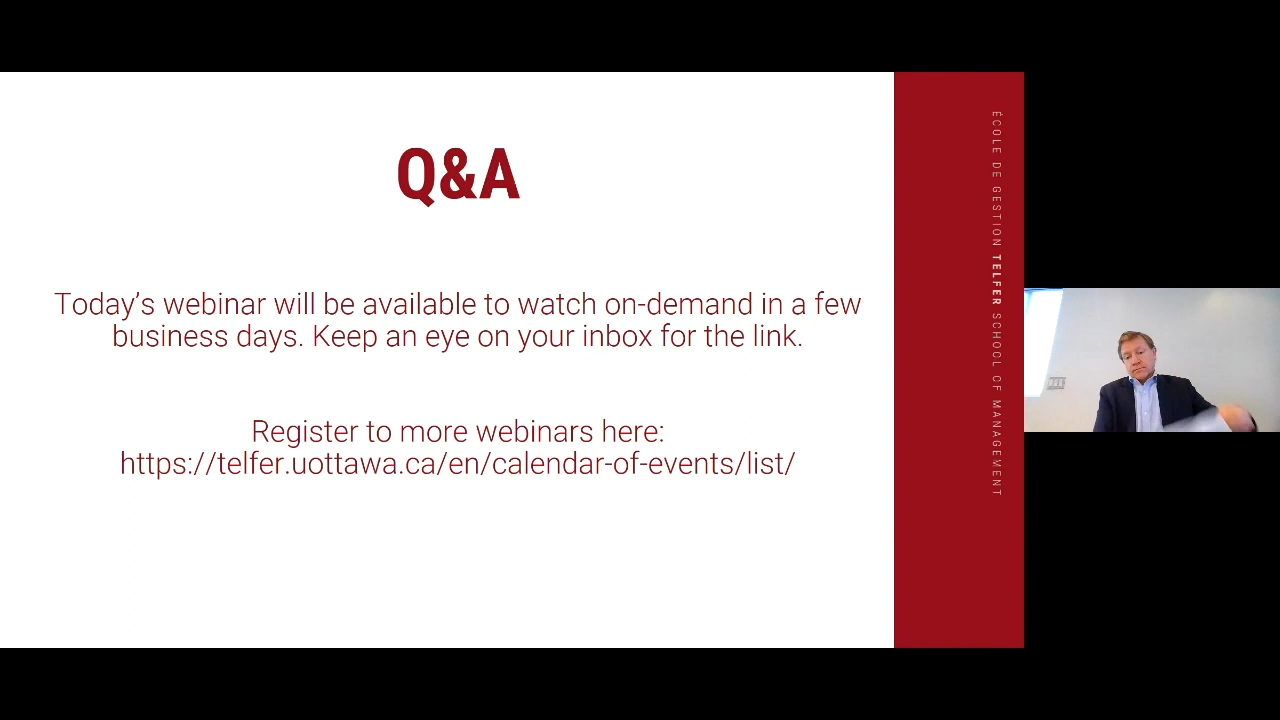 Q&A
Today's webinar will be available to watch on-demand in a few
business days. Keep an eye on your inbox for the link.
Register to more webinars here:
https://telfer.uottawa.ca/en/calendar-of-events/list/
ÉCOLE DE GESTION TELFER SCHOOL OF MANAGEMENT